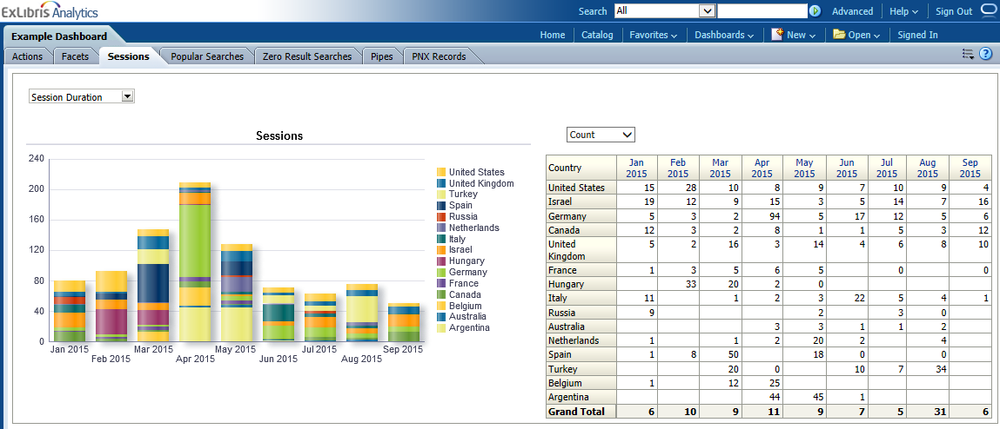 ExLibris Analytics
Search All Advanced Help Sign Out
Example Dashboard
Home Catalog Favorites Dashboards New Open Signed In
Actions Facets Sessions Popular Searches Zero Result Searches Pipes PNX Records
Session Duration
Sessions
240
200
160
120
80
40
0
Jan 2015
Feb 2015
Mar 2015
Apr 2015
May 2015
Jun 2015
Jul 2015
Aug 2015
Sep 2015
United States
United Kingdom
Turkey
Spain
Russia
Netherlands
Italy
Israel
Hungary
Germany
France
Canada
Belgium
Australia
Argentina
Count
Country Jan 2015 Feb 2015 Mar 2015 Apr 2015 May 2015 Jun 2015 Jul 2015 Aug 2015 Sep 2015
United States 15 28 10 8 9 7 10 9 4
Israel 19 12 9 15 3 5 14 7 16
Germany 5 3 2 94 5 17 12 5 6
Canada 12 3 2 8 1 1 5 3 12
United Kingdom 5 2 16 3 14 4 6 8 10
France 1 3 5 6 5 0 0 0
Hungary 33 20 2 0
Italy 11 1 2 3 22 5 4 1
Russia 9 2 3 0
Australia 3 3 1 1 2
Netherlands 1 1 2 20 2 4
Spain 1 8 50 18 0 0
Turkey 20 0 10 7 34
Belgium 1 12 25
Argentina 44 45 1
Grand Total 6 10 9 11 9 7 5 31 6